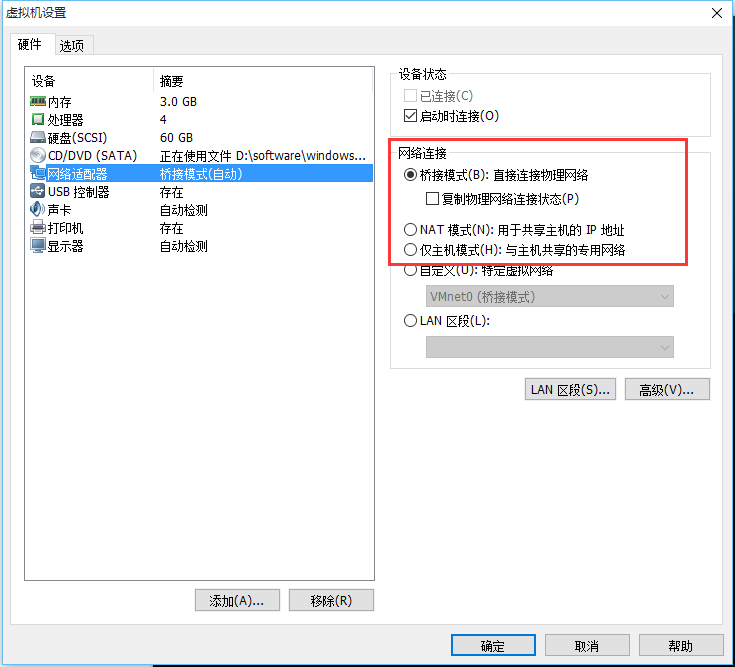 虚拟机设置
硬件 选项
设备 摘要
内存 3.0 GB
处理器 4
硬盘(SCSI) 60 GB
CD/DVD (SATA) 正在使用文件 D:\software\windows...
网络适配器 桥接模式(自动)
USB 控制器 存在
声卡 自动检测
打印机 存在
显示器 自动检测
添加(A)... 移除(R)
设备状态
已连接(C)
启动时连接(O)
网络连接
桥接模式(B): 直接连接物理网络
复制物理网络连接状态(P)
NAT 模式(N): 用于共享主机的 IP 地址
仅主机模式(H): 与主机共享的专用网络
自定义(U): 特定虚拟网络
VMnet0 (桥接模式)
LAN 区段(L):
LAN 区段(S)... 高级(V)...
确定 取消 帮助